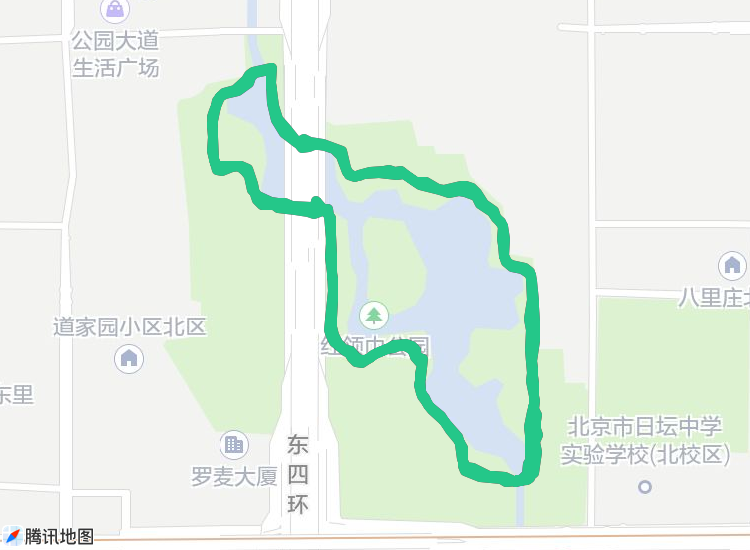 公园大道
生活广场
八里庄北
道家园小区北区
红领巾公园
东里
北京市日坛中学
实验学校(北校区)
东
四
环
罗麦大厦
腾讯地图